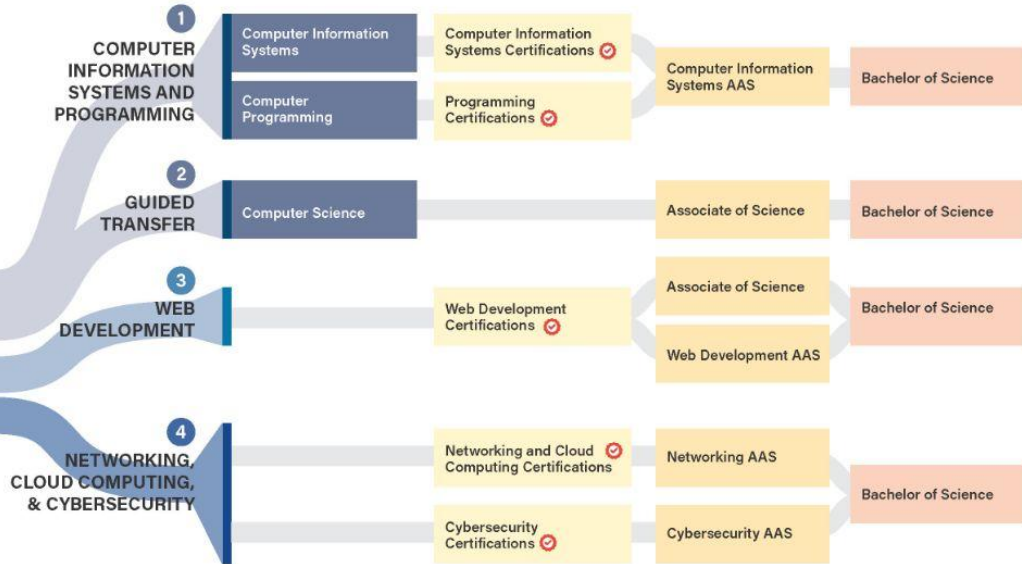 1
COMPUTER
INFORMATION
SYSTEMS AND
PROGRAMMING
Computer Information
Systems
Computer Information
Systems Certifications
Computer
Programming
Programming
Certifications
Computer Information
Systems AAS
Bachelor of Science
2
GUIDED
TRANSFER
Computer Science
Associate of Science
Bachelor of Science
3
WEB
DEVELOPMENT
Web Development
Certifications
Associate of Science
Web Development AAS
Bachelor of Science
4
NETWORKING,
CLOUD COMPUTING,
& CYBERSECURITY
Networking and Cloud
Computing Certifications
Networking AAS
Cybersecurity
Certifications
Cybersecurity AAS
Bachelor of Science